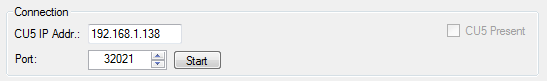 Connection
CU5 IP Addr.: 192.168.1.138 CU5 Present
Port: 32021 Start